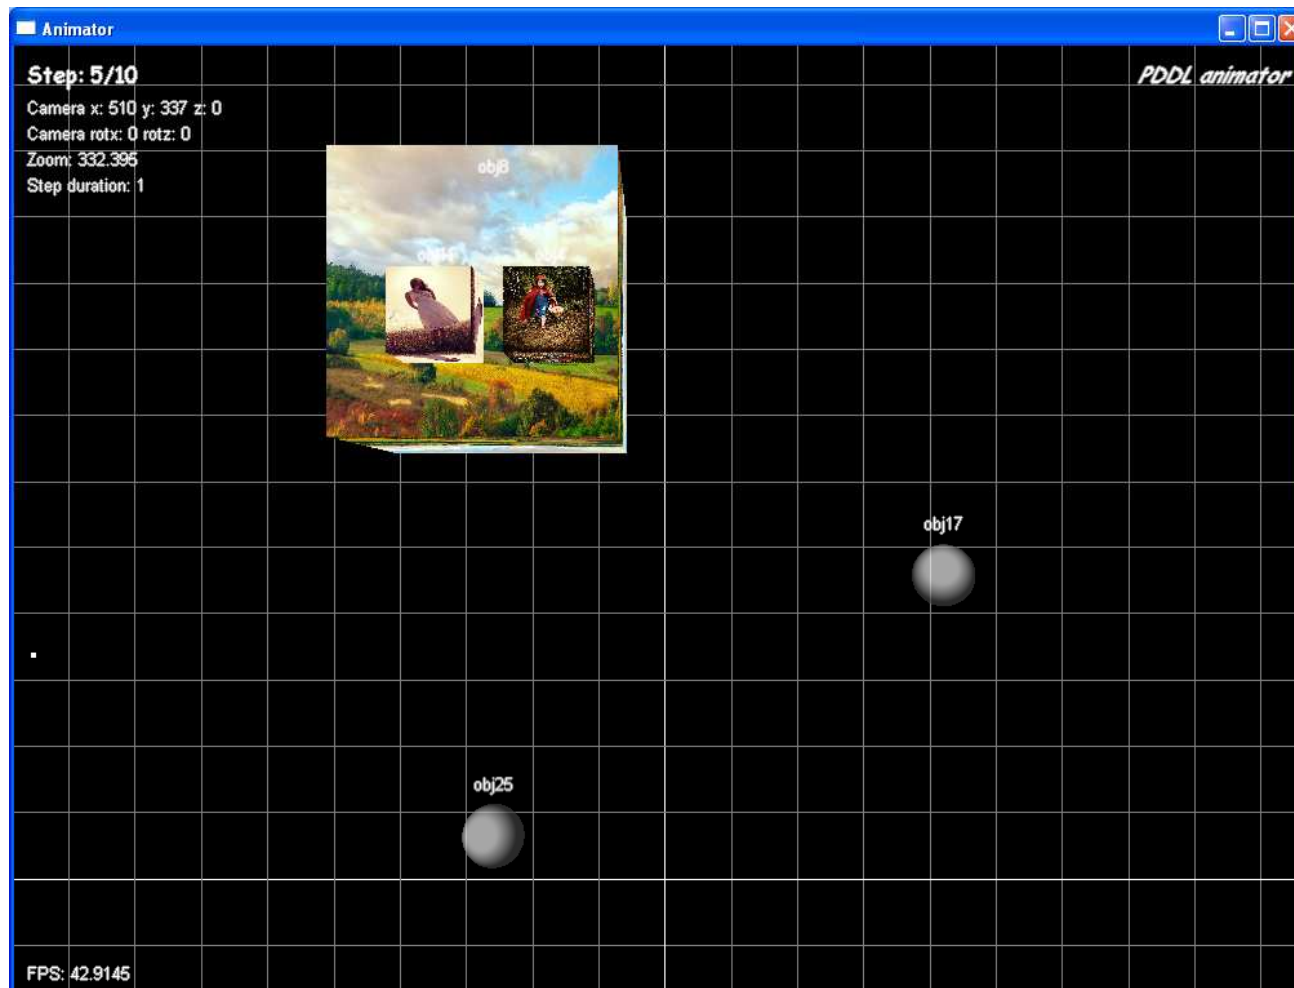 Animator
Step: 5/10
PDDL animator
Camera x: 510 y: 337 z: 0
Camera rotx: 0 rotz: 0
Zoom: 332.395
Step duration: 1
obj17
obj25
FPS: 42.9145